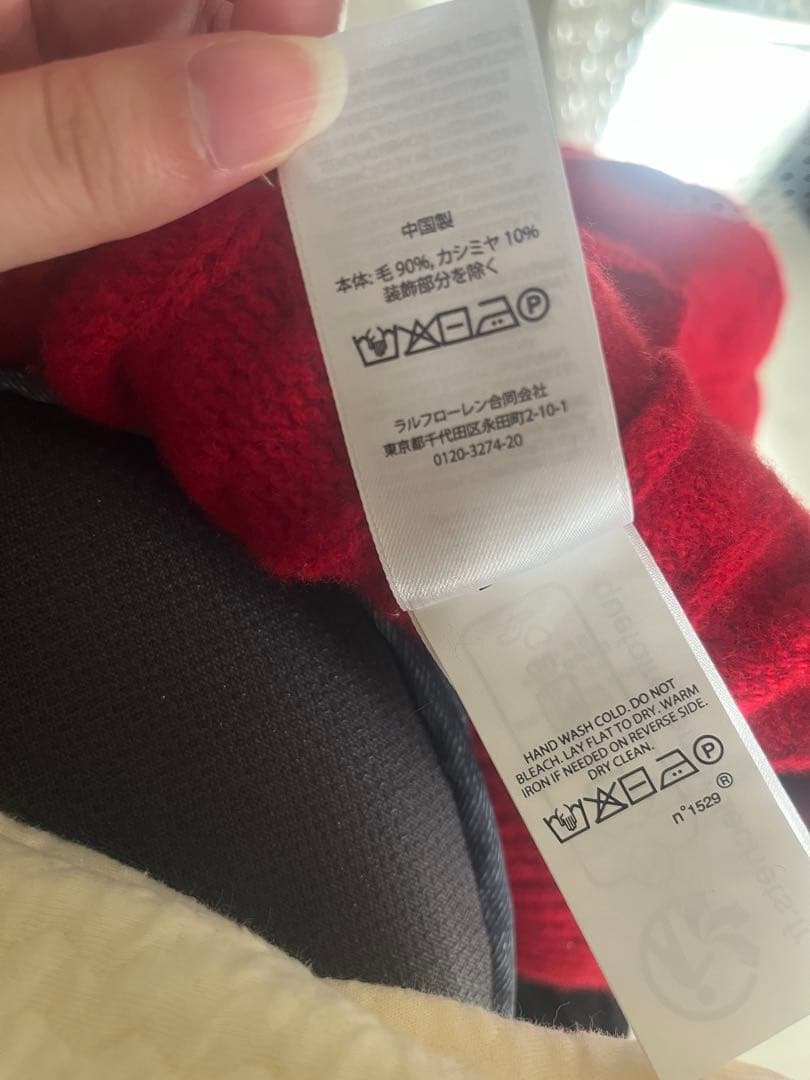 中国製
本体: 毛 90%, カシミヤ 10%
装飾部分を除く
P
ラルフローレン合同会社
東京都千代田区永田町2-10-1
0120-3274-20
HAND WASH COLD. DO NOT
BLEACH. LAY FLAT TO DRY. WARM
IRON IF NEEDED ON REVERSE SIDE.
DRY CLEAN.
P
n°1529®